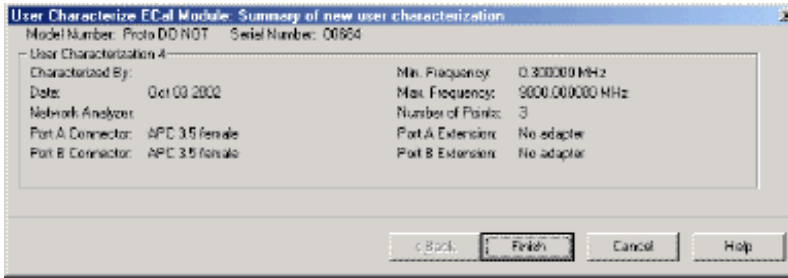 User Characterize ECal Module: Summary of new user characterization
Model Number: Proto DO NOT Serial Number: 00664
User Characterization 4
Characterized By: Min. Frequency: 0.300000 MHz
Date: Oct 03 2002 Max. Frequency: 9000.000000 MHz
Network Analyzer: Number of Points: 3
Port A Connector: APC 3.5 female Port A Extension: No adapter
Port B Connector: APC 3.5 female Port B Extension: No adapter
< Back Finish Cancel Help